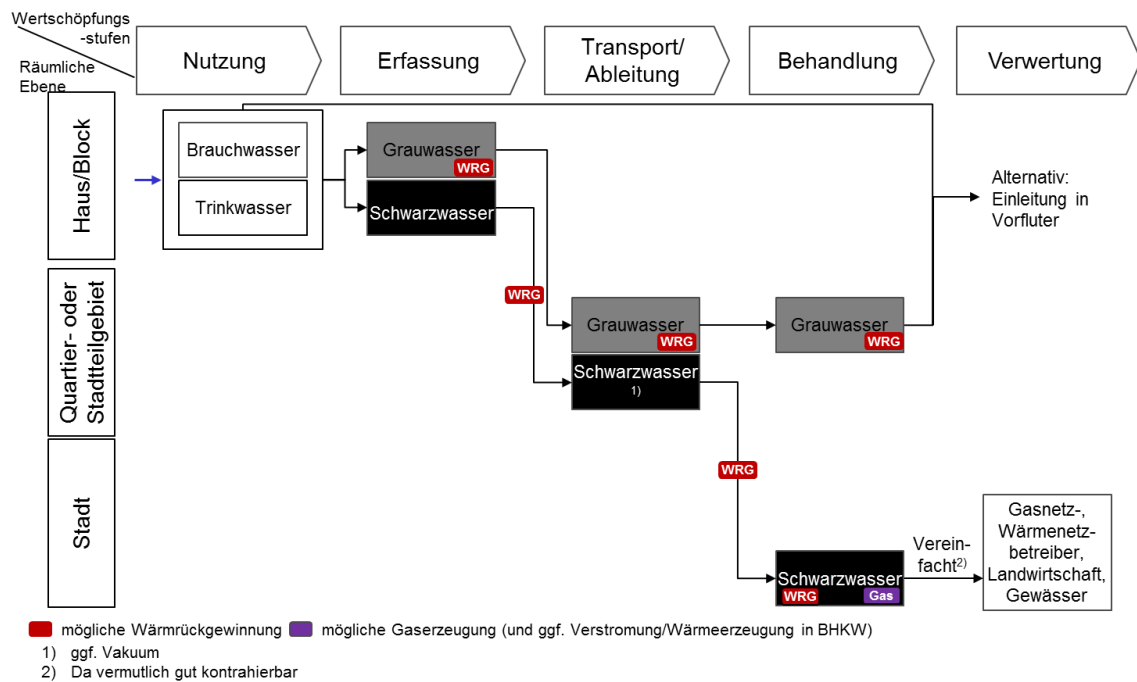 Wertschöpfungs
-stufen
Räumliche
Ebene
Nutzung
Erfassung
Transport/
Ableitung
Behandlung
Verwertung
Haus/Block
Brauchwasser
Trinkwasser
Grauwasser
WRG
Schwarzwasser
Alternativ:
Einleitung in
Vorfluter
WRG
Quartier- oder
Stadtteilgebiet
Grauwasser
WRG
Schwarzwasser
1)
Grauwasser
WRG
WRG
Stadt
Schwarzwasser
WRG
Gas
Verein-
facht2)
Gasnetz-,
Wärmenetz-
betreiber,
Landwirtschaft,
Gewässer
mögliche Wärmrückgewinnung
mögliche Gaserzeugung (und ggf. Verstromung/Wärmeerzeugung in BHKW)
1) ggf. Vakuum
2) Da vermutlich gut kontrahierbar